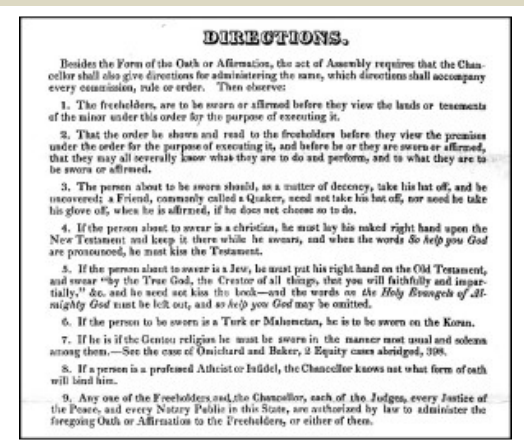 DIRECTIONS.
Besides the Form of the Oath or Affirmation, the act of Assembly requires that the Chan-
cellor shall also give directions for administering the same, which directions shall accompany
every commission, rule or order. Then observe:
1. The freeholders, are to be sworn or affirmed before they view the lands or tenements
of the minor under this order for the purpose of executing it.
2. That the order be shown and read to the freeholders before they view the premises
under the order for the purpose of executing it, and before he or they are sworn or affirmed,
that they may all severally know what they are to do and perform, and to what they are to
be sworn or affirmed.
3. The person about to be sworn should, as a matter of decency, take his hat off, and be
uncovered; a Friend, commonly called a Quaker, need not take his hat off, nor need he take
his glove off, when he is affirmed, if he does not choose so to do.
4. If the person about to swear is a christian, he must lay his naked right hand upon the
New Testament and keep it there while he swears, and when the words So help you God
are pronounced, he must kiss the Testament.
5. If the person about to swear is a Jew, he must put his right hand on the Old Testament,
and swear "by the True God, the Creator of all things, that you will faithfully and impar-
tially," &c. and he need not kiss the book—and the words on the Holy Evangels of Al-
mighty God must be left out, and so help you God may be omitted.
6. If the person to be sworn is a Turk or Mahometan, he is to be sworn on the Koran.
7. If he is if the Gentou religion he must be sworn in the manner most usual and solemn
among them.—See the case of Omichard and Baker, 2 Equity cases abridged, 398.
8. If a person is a professed Atheist or Infidel, the Chancellor knows not what form of oath
will bind him.
9. Any one of the Freeholders and the Chancellor, each of the Judges, every Justice of
the Peace, and every Notary Public in this State, are authorized by law to administer the
foregoing Oath or Affirmation to the Freeholders, or either of them.